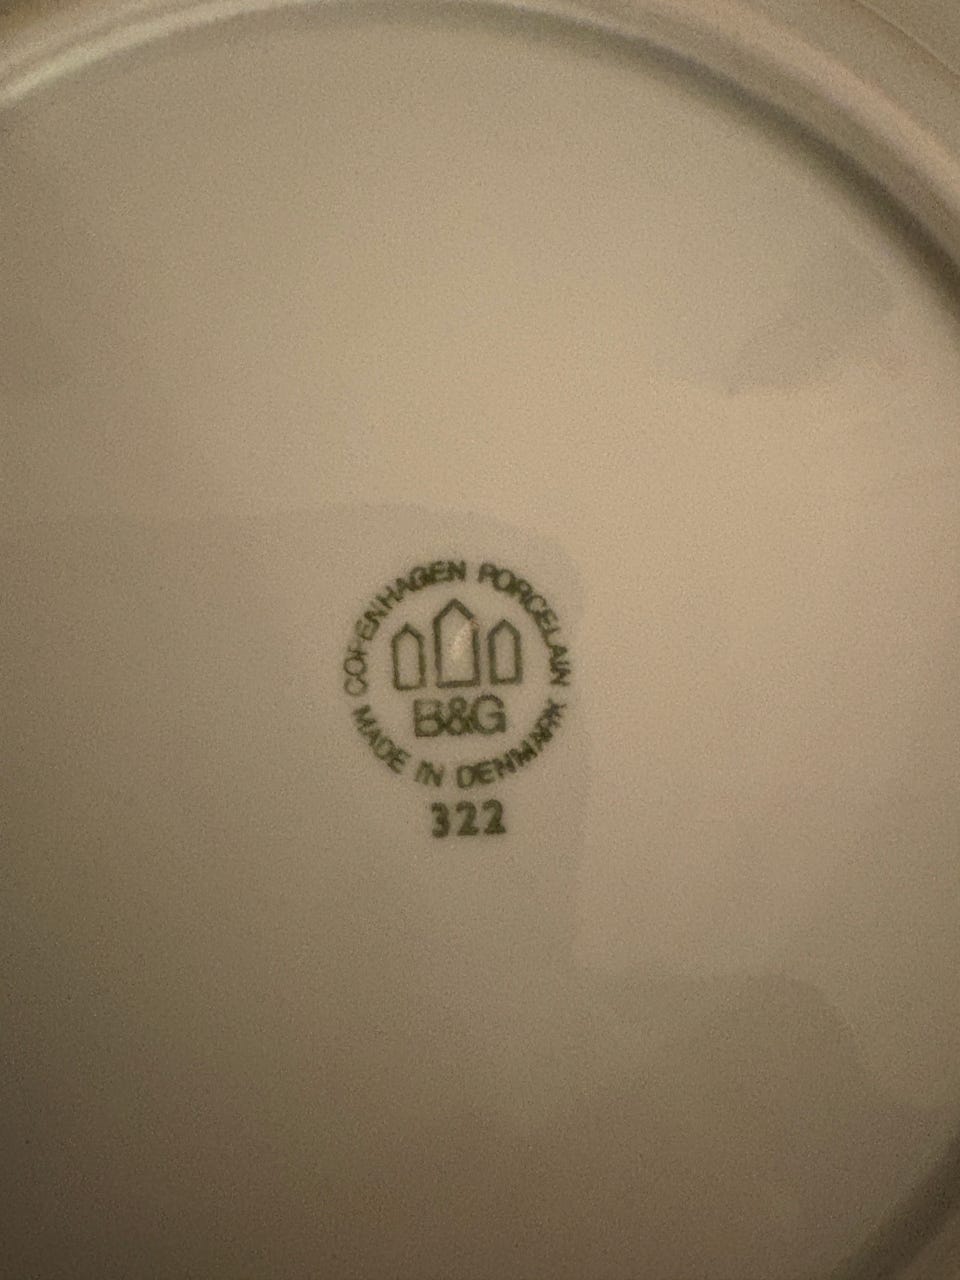 COPENHAGEN PORCELAIN
B&G
MADE IN DENMARK
322